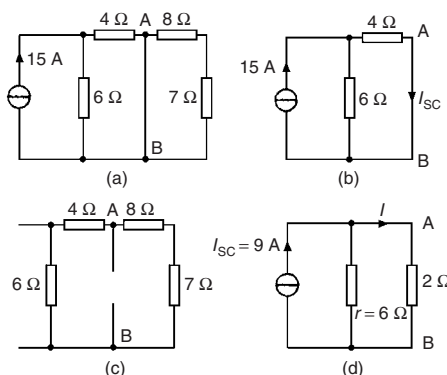 4 Ω A 8 Ω
15 A
6 Ω
7 Ω
B
(a)
4 Ω A
15 A
6 Ω
I_SC
B
(b)
4 Ω A 8 Ω
6 Ω
7 Ω
B
(c)
I A
I_SC = 9 A
2 Ω
r = 6 Ω
B
(d)